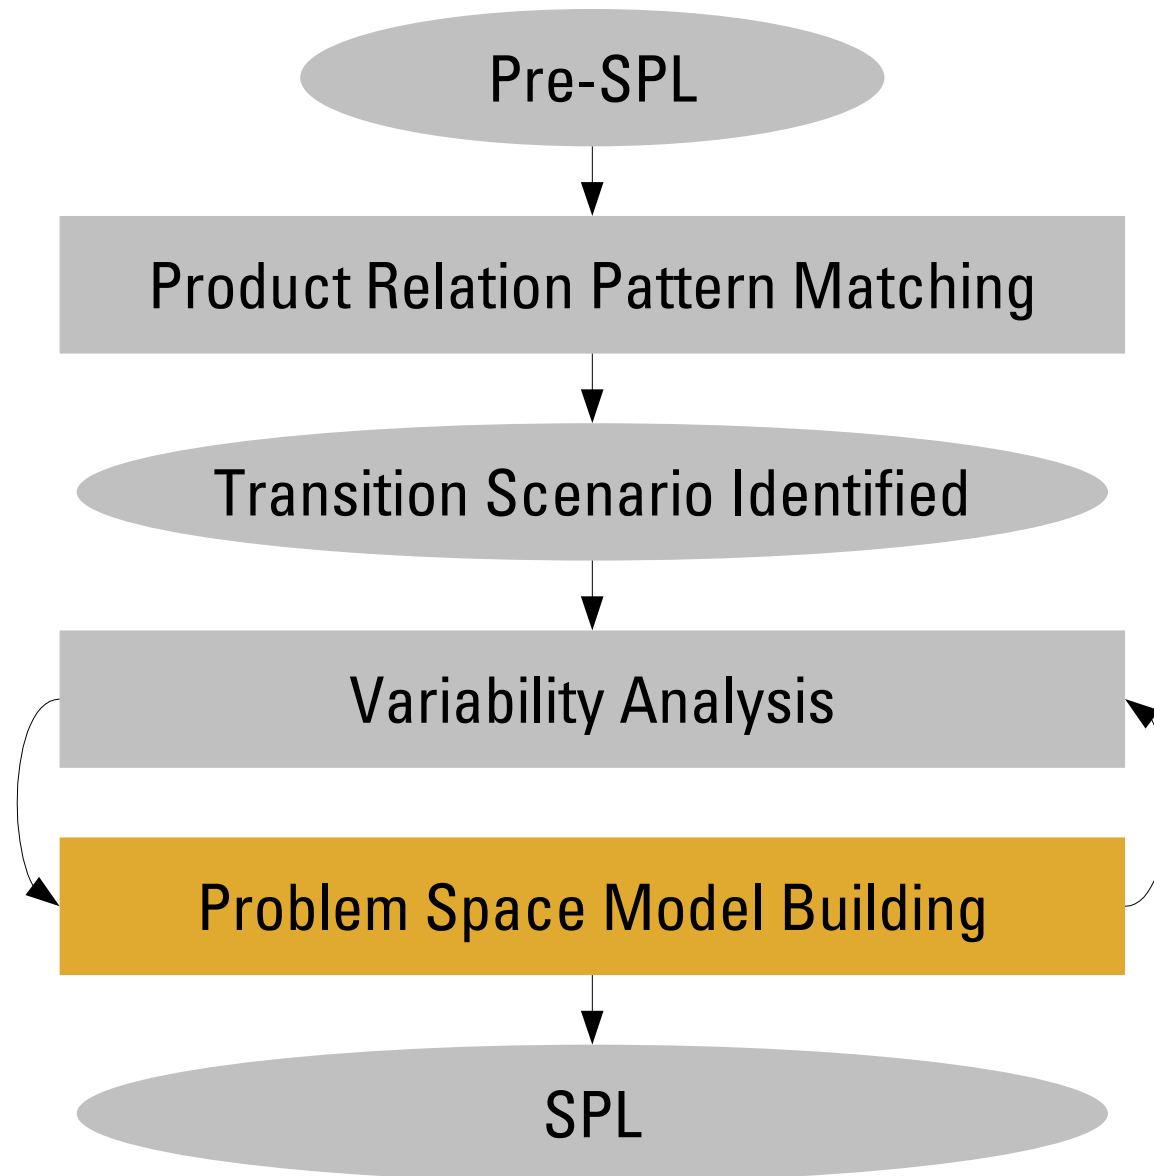 Pre-SPL
Product Relation Pattern Matching
Transition Scenario Identified
Variability Analysis
Problem Space Model Building
SPL